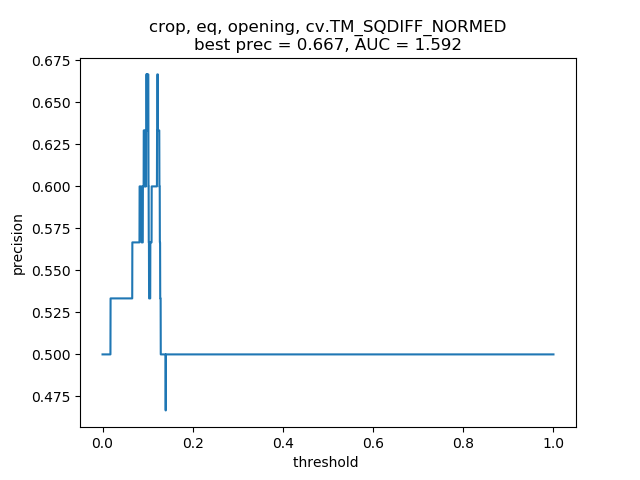 crop, eq, opening, cv.TM_SQDIFF_NORMED
best prec = 0.667, AUC = 1.592
0.675
0.650
0.625
0.600
0.575
0.550
0.525
0.500
0.475
precision
0.0 0.2 0.4 0.6 0.8 1.0
threshold